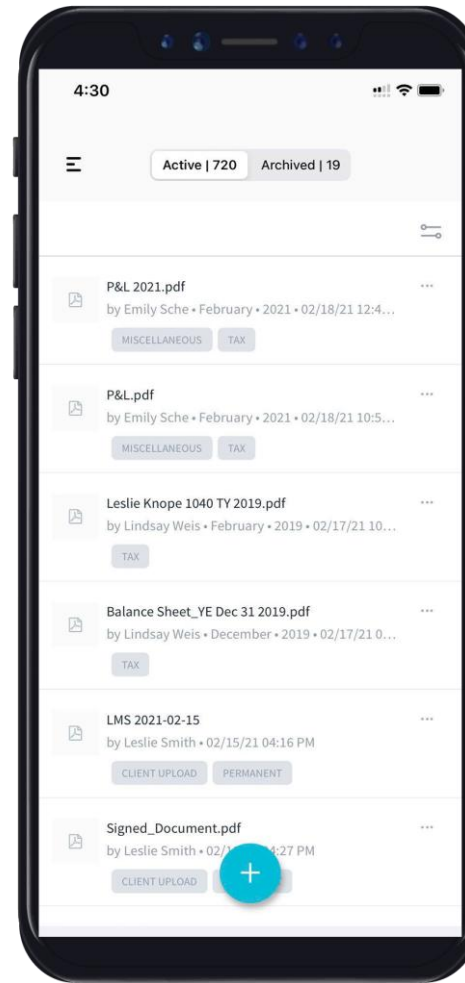 4:30
Active | 720 Archived | 19
P&L 2021.pdf
by Emily Sche • February • 2021 • 02/18/21 12:4...
MISCELLANEOUS TAX
P&L.pdf
by Emily Sche • February • 2021 • 02/18/21 10:5...
MISCELLANEOUS TAX
Leslie Knope 1040 TY 2019.pdf
by Lindsay Weis • February • 2019 • 02/17/21 10...
TAX
Balance Sheet_YE Dec 31 2019.pdf
by Lindsay Weis • December • 2019 • 02/17/21 0...
TAX
LMS 2021-02-15
by Leslie Smith • 02/15/21 04:16 PM
CLIENT UPLOAD PERMANENT
Signed_Document.pdf
by Leslie Smith • 02/1 4:27 PM
CLIENT UPLOAD